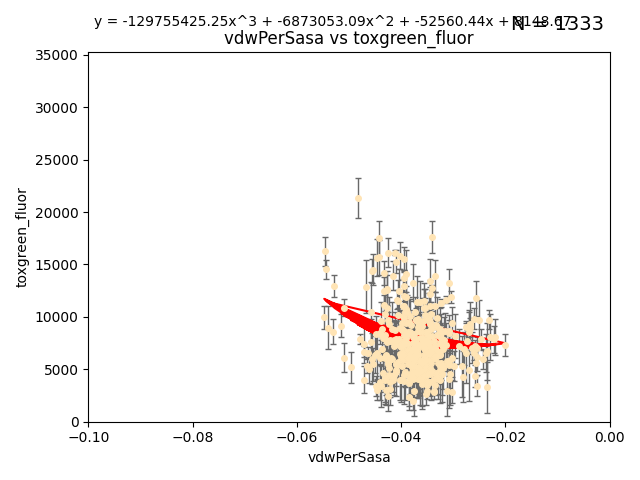 y = -129755425.25x^3 + -6873053.09x^2 + -52560.44x + 8148.67
N = 1333
vdwPerSasa vs toxgreen_fluor
35000
30000
25000
20000
15000
10000
5000
0
toxgreen_fluor
−0.10 −0.08 −0.06 −0.04 −0.02 0.00
vdwPerSasa